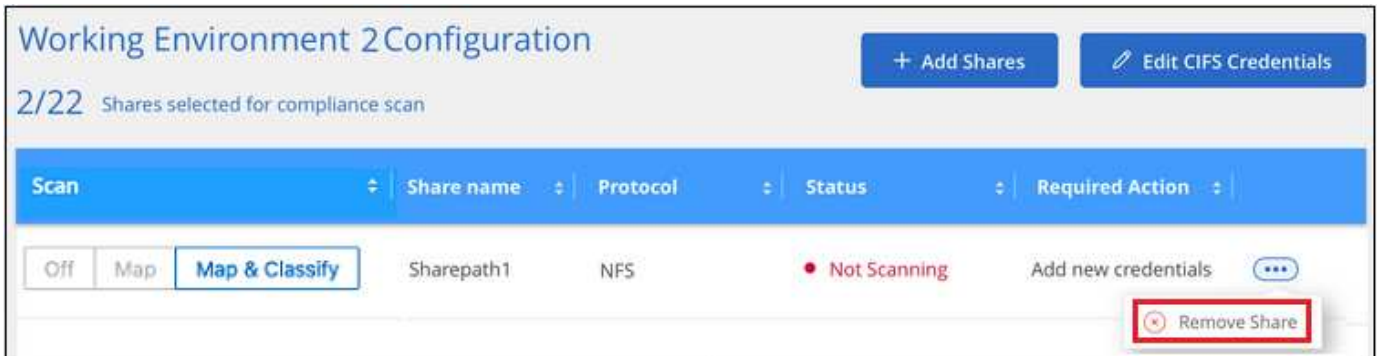 Working Environment 2 Configuration
+ Add Shares
Edit CIFS Credentials
2/22 Shares selected for compliance scan
Scan Share name Protocol Status Required Action
Off Map Map & Classify Sharepath1 NFS Not Scanning Add new credentials
Remove Share